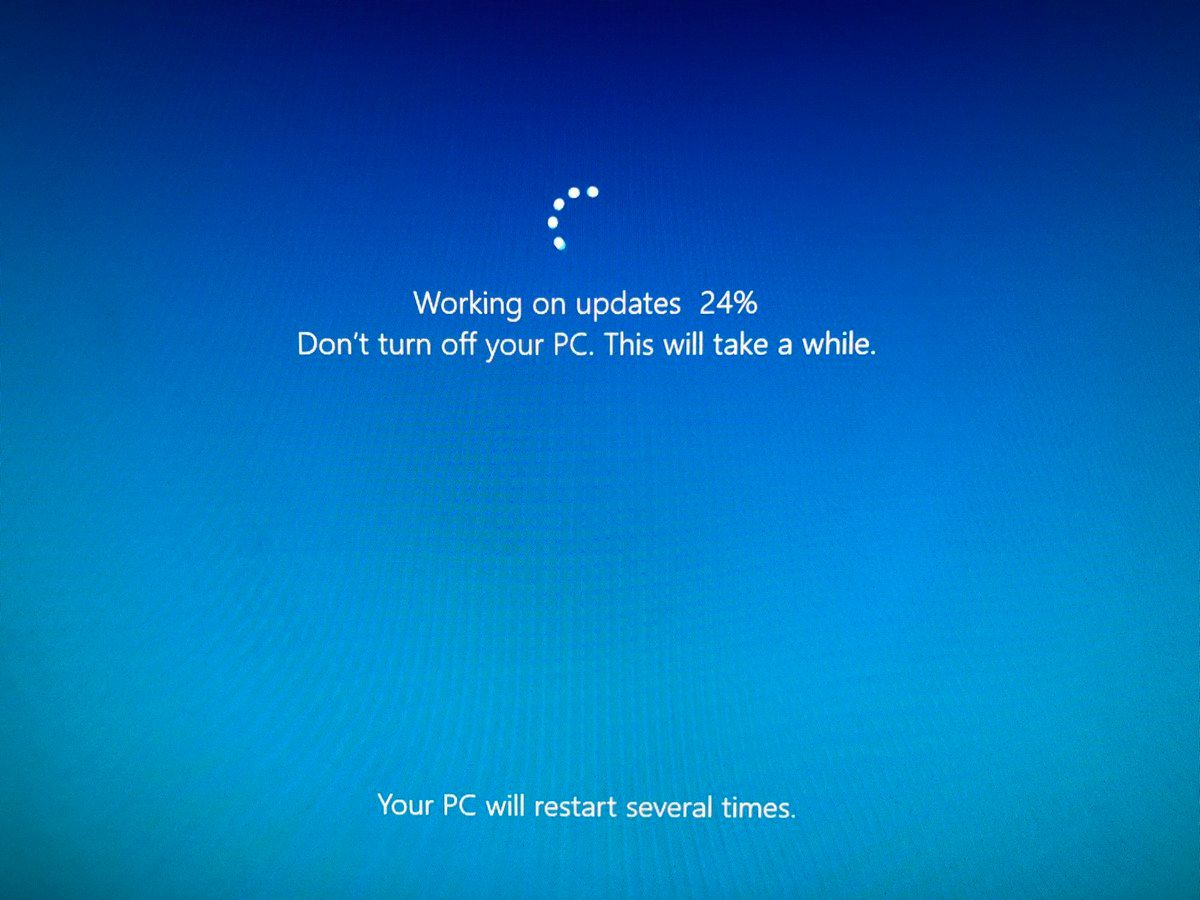 Working on updates  24%
Don't turn off your PC. This will take a while.
Your PC will restart several times.